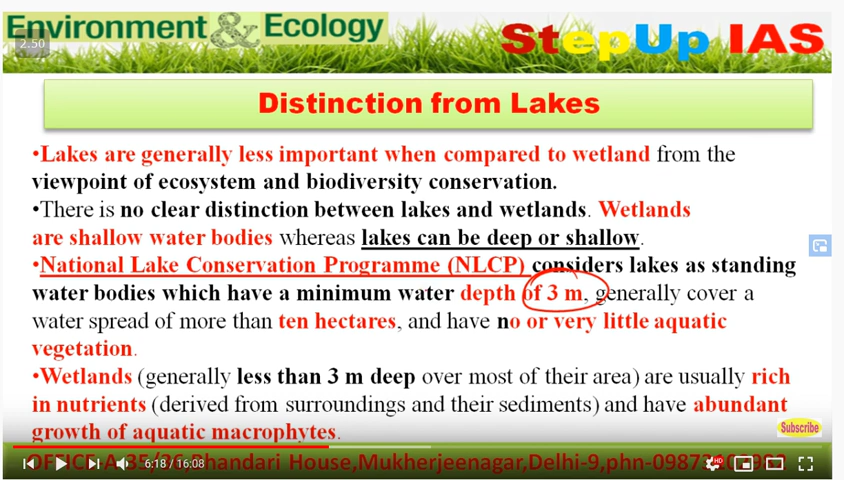 Environment & Ecology
2.50
StepUp IAS
Distinction from Lakes
•Lakes are generally less important when compared to wetland from the
viewpoint of ecosystem and biodiversity conservation.
•There is no clear distinction between lakes and wetlands. Wetlands
are shallow water bodies whereas lakes can be deep or shallow.
•National Lake Conservation Programme (NLCP) considers lakes as standing
water bodies which have a minimum water depth of 3 m, generally cover a
water spread of more than ten hectares, and have no or very little aquatic
vegetation.
•Wetlands (generally less than 3 m deep over most of their area) are usually rich
in nutrients (derived from surroundings and their sediments) and have abundant
growth of aquatic macrophytes.
Subscribe
OFFICE-A-35/36,Bhandari House,Mukherjeenagar,Delhi-9,phn-
6:18 / 16:08
HD